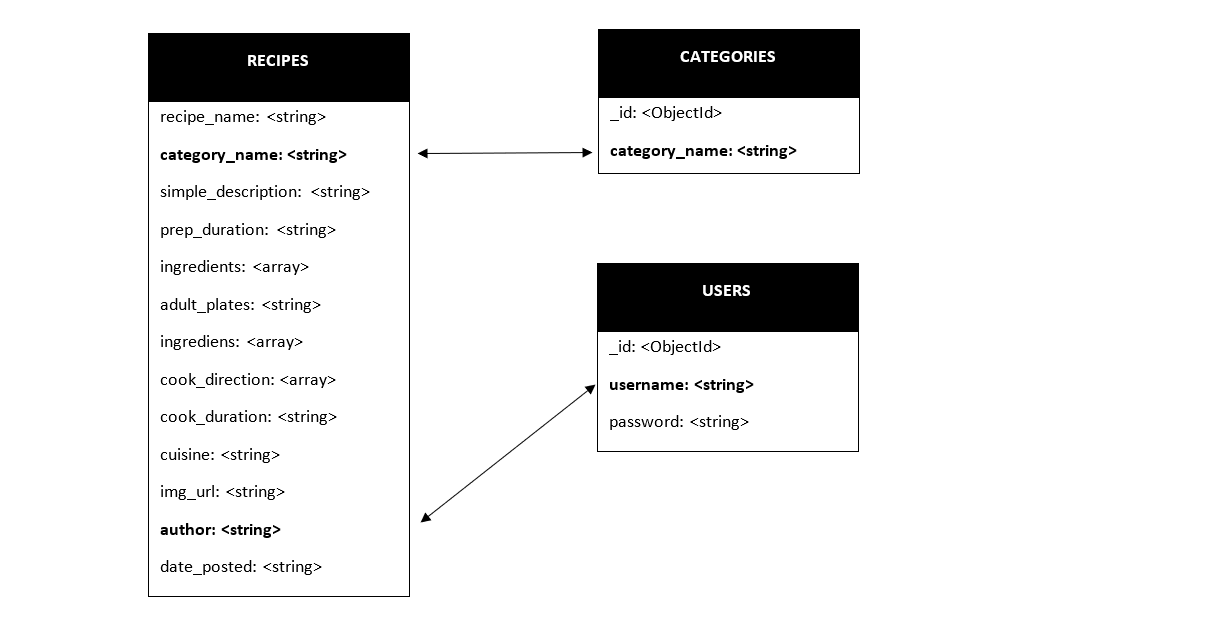 RECIPES
recipe_name: <string>
category_name: <string>
simple_description: <string>
prep_duration: <string>
ingredients: <array>
adult_plates: <string>
ingrediens: <array>
cook_direction: <array>
cook_duration: <string>
cuisine: <string>
img_url: <string>
author: <string>
date_posted: <string>
CATEGORIES
_id: <ObjectId>
category_name: <string>
USERS
_id: <ObjectId>
username: <string>
password: <string>